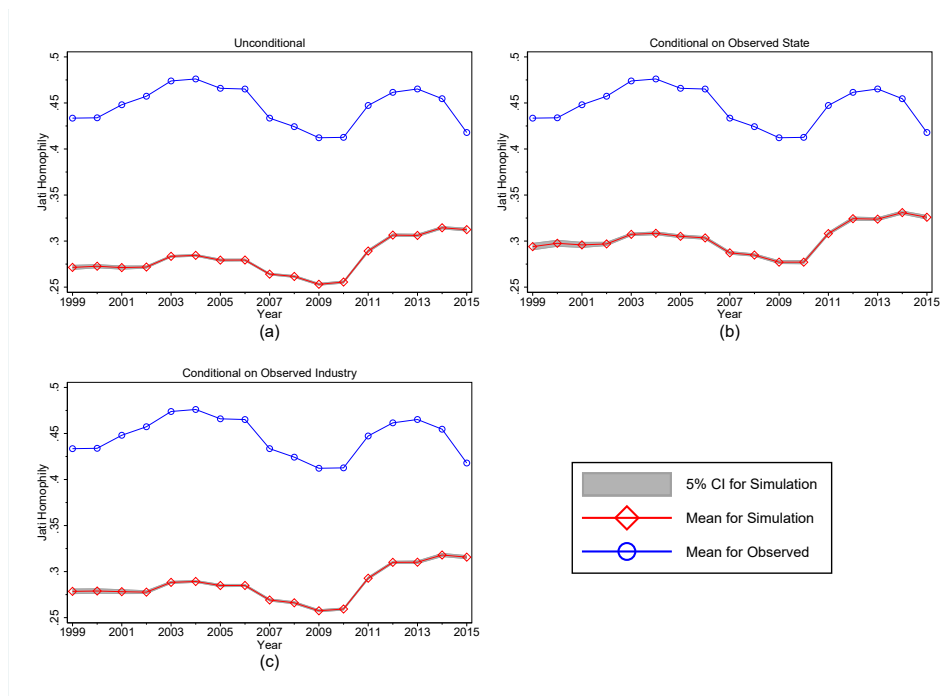 Unconditional
Jati Homophily
.5
.45
.4
.35
.3
.25
1999 2001 2003 2005 2007 2009 2011 2013 2015
Year
(a)
Conditional on Observed State
Jati Homophily
.5
.45
.4
.35
.3
.25
1999 2001 2003 2005 2007 2009 2011 2013 2015
Year
(b)
Conditional on Observed Industry
Jati Homophily
.5
.45
.4
.35
.3
.25
1999 2001 2003 2005 2007 2009 2011 2013 2015
Year
(c)
5% CI for Simulation
Mean for Simulation
Mean for Observed